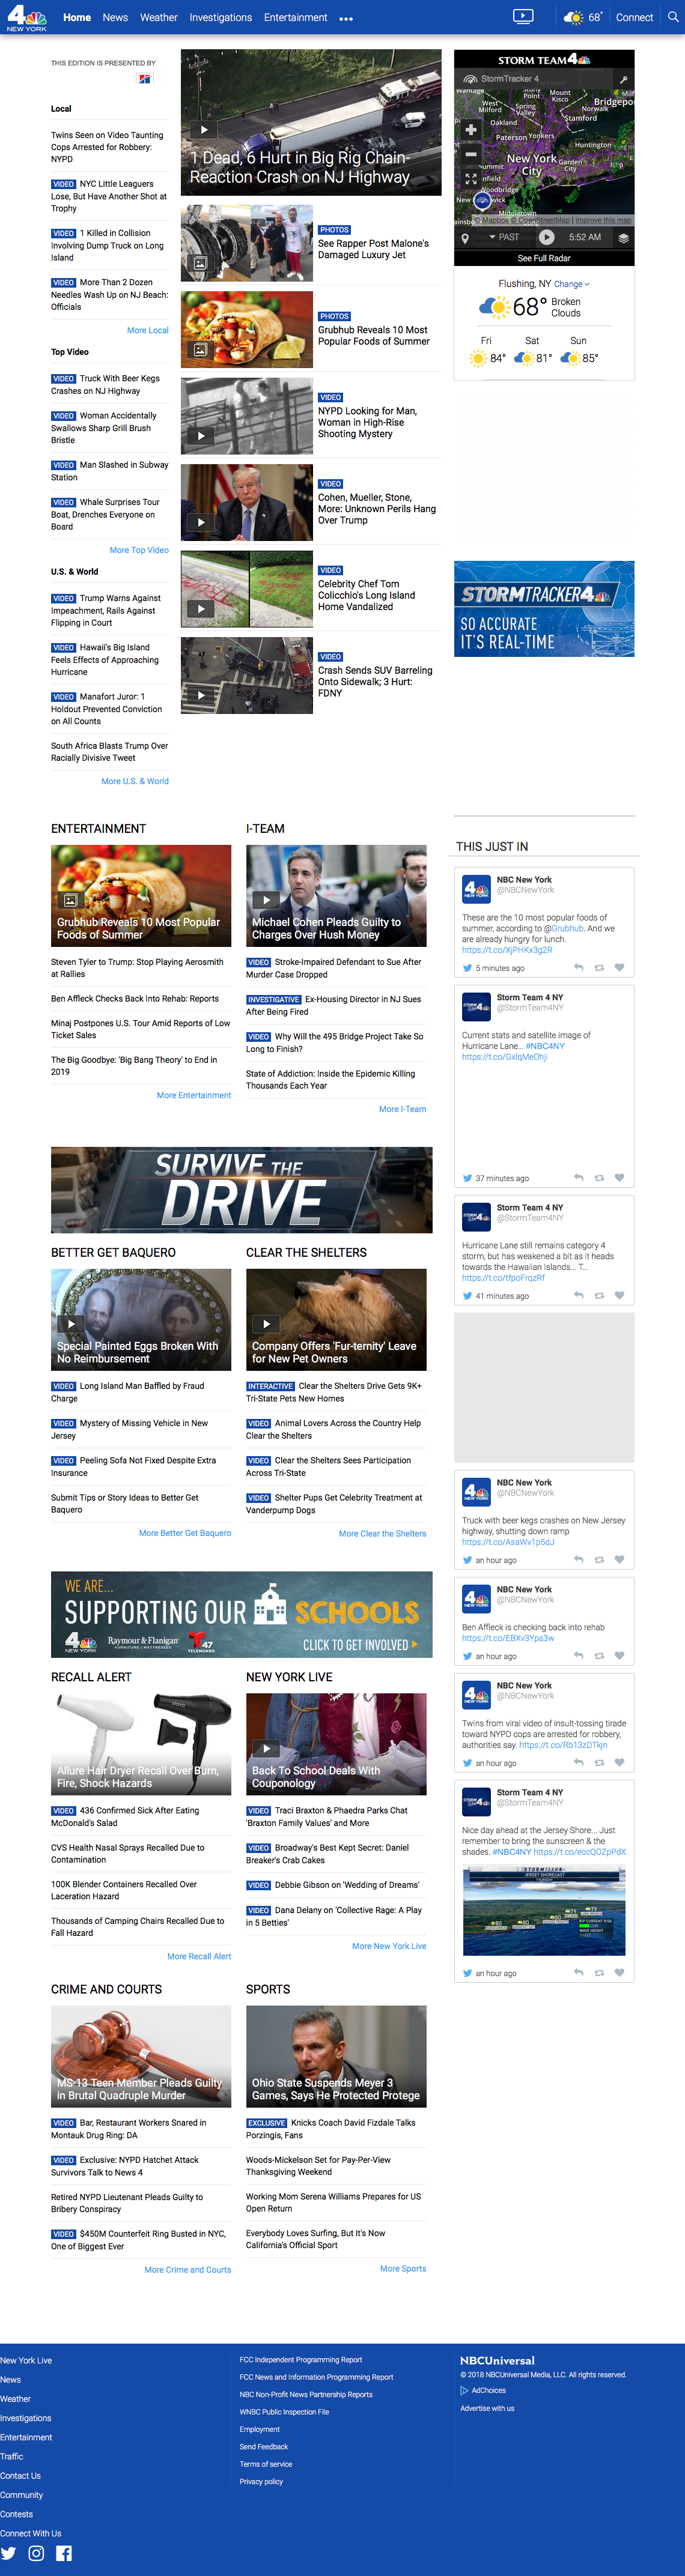 4
NEW YORK
Home
News
Weather
Investigations
Entertainment
68°
Connect
THIS EDITION IS PRESENTED BY
Local
Twins Seen on Video Taunting
Cops Arrested for Robbery:
NYPD
VIDEO NYC Little Leaguers
Lose, But Have Another Shot at
Trophy
VIDEO 1 Killed in Collision
Involving Dump Truck on Long
Island
VIDEO More Than 2 Dozen
Needles Wash Up on NJ Beach:
Officials
More Local
Top Video
VIDEO Truck With Beer Kegs
Crashes on NJ Highway
VIDEO Woman Accidentally
Swallows Sharp Grill Brush
Bristle
VIDEO Man Slashed in Subway
Station
VIDEO Whale Surprises Tour
Boat, Drenches Everyone on
Board
More Top Video
U.S. & World
VIDEO Trump Warns Against
Impeachment, Rails Against
Flipping in Court
VIDEO Hawaii's Big Island
Feels Effects of Approaching
Hurricane
VIDEO Manafort Juror: 1
Holdout Prevented Conviction
on All Counts
South Africa Blasts Trump Over
Racially Divisive Tweet
More U.S. & World
1 Dead, 6 Hurt in Big Rig Chain-
Reaction Crash on NJ Highway
PHOTOS
See Rapper Post Malone's
Damaged Luxury Jet
PHOTOS
Grubhub Reveals 10 Most
Popular Foods of Summer
VIDEO
NYPD Looking for Man,
Woman in High-Rise
Shooting Mystery
VIDEO
Cohen, Mueller, Stone,
More: Unknown Perils Hang
Over Trump
VIDEO
Celebrity Chef Tom
Colicchio's Long Island
Home Vandalized
VIDEO
Crash Sends SUV Barreling
Onto Sidewalk; 3 Hurt:
FDNY
STORM TEAM 4
StormTracker 4
Wantage
West Milford
Stony Point
Mount Kisco
Bridgeport
Spring Valley
Norwalk
Stamford
Oakland
Paterson
Yonkers
Huntington
New York City
Garden City
Woodbridge
Middletown
© Mapbox © OpenStreetMap | Improve this map
PAST
5:52 AM
See Full Radar
Flushing, NY Change
68° Broken
Clouds
Fri Sat Sun
84° 81° 85°
STORMTRACKER 4
SO ACCURATE
IT'S REAL-TIME
ENTERTAINMENT
Grubhub Reveals 10 Most Popular
Foods of Summer
Steven Tyler to Trump: Stop Playing Aerosmith
at Rallies
Ben Affleck Checks Back Into Rehab: Reports
Minaj Postpones U.S. Tour Amid Reports of Low
Ticket Sales
The Big Goodbye: 'Big Bang Theory' to End in
2019
More Entertainment
I-TEAM
Michael Cohen Pleads Guilty to
Charges Over Hush Money
VIDEO Stroke-Impaired Defendant to Sue After
Murder Case Dropped
INVESTIGATIVE Ex-Housing Director in NJ Sues
After Being Fired
VIDEO Why Will the 495 Bridge Project Take So
Long to Finish?
State of Addiction: Inside the Epidemic Killing
Thousands Each Year
More I-Team
SURVIVE THE
DRIVE
BETTER GET BAQUERO
Special Painted Eggs Broken With
No Reimbursement
VIDEO Long Island Man Baffled by Fraud
Charge
VIDEO Mystery of Missing Vehicle in New
Jersey
VIDEO Peeling Sofa Not Fixed Despite Extra
Insurance
Submit Tips or Story Ideas to Better Get
Baquero
More Better Get Baquero
CLEAR THE SHELTERS
Company Offers 'Fur-ternity' Leave
for New Pet Owners
INTERACTIVE Clear the Shelters Drive Gets 9K+
Tri-State Pets New Homes
VIDEO Animal Lovers Across the Country Help
Clear the Shelters
VIDEO Clear the Shelters Sees Participation
Across Tri-State
VIDEO Shelter Pups Get Celebrity Treatment at
Vanderpump Dogs
More Clear the Shelters
WE ARE...
SUPPORTING OUR SCHOOLS
4 NEW YORK
Raymour & Flanigan
FURNITURE | MATTRESSES
47 TELEMUNDO
CLICK TO GET INVOLVED
RECALL ALERT
Allure Hair Dryer Recall Over Burn,
Fire, Shock Hazards
VIDEO 436 Confirmed Sick After Eating
McDonald's Salad
CVS Health Nasal Sprays Recalled Due to
Contamination
100K Blender Containers Recalled Over
Laceration Hazard
Thousands of Camping Chairs Recalled Due to
Fall Hazard
More Recall Alert
NEW YORK LIVE
Back To School Deals With
Couponology
VIDEO Traci Braxton & Phaedra Parks Chat
'Braxton Family Values' and More
VIDEO Broadway's Best Kept Secret: Daniel
Breaker's Crab Cakes
VIDEO Debbie Gibson on 'Wedding of Dreams'
VIDEO Dana Delany on 'Collective Rage: A Play
in 5 Betties'
More New York Live
CRIME AND COURTS
MS-13 Teen Member Pleads Guilty
in Brutal Quadruple Murder
VIDEO Bar, Restaurant Workers Snared in
Montauk Drug Ring: DA
VIDEO Exclusive: NYPD Hatchet Attack
Survivors Talk to News 4
Retired NYPD Lieutenant Pleads Guilty to
Bribery Conspiracy
VIDEO $450M Counterfeit Ring Busted in NYC,
One of Biggest Ever
More Crime and Courts
SPORTS
Ohio State Suspends Meyer 3
Games, Says He Protected Protege
EXCLUSIVE Knicks Coach David Fizdale Talks
Porzingis, Fans
Woods-Mickelson Set for Pay-Per-View
Thanksgiving Weekend
Working Mom Serena Williams Prepares for US
Open Return
Everybody Loves Surfing, But It's Now
California's Official Sport
More Sports
THIS JUST IN
NBC New York
@NBCNewYork
These are the 10 most popular foods of
summer, according to @Grubhub. And we
are already hungry for lunch.
https://t.co/XjPHKx3g2R
5 minutes ago
Storm Team 4 NY
@StormTeam4NY
Current stats and satellite image of
Hurricane Lane... #NBC4NY
https://t.co/GxlqMeOhji
37 minutes ago
Storm Team 4 NY
@StormTeam4NY
Hurricane Lane still remains category 4
storm, but has weakened a bit as it heads
towards the Hawaiian Islands... T...
https://t.co/tfpoFrqzRf
41 minutes ago
NBC New York
@NBCNewYork
Truck with beer kegs crashes on New Jersey
highway, shutting down ramp
https://t.co/AsaWv1p5dJ
an hour ago
NBC New York
@NBCNewYork
Ben Affleck is checking back into rehab
https://t.co/EBXv3Ypa3w
an hour ago
NBC New York
@NBCNewYork
Twins from viral video of insult-tossing tirade
toward NYPD cops are arrested for robbery,
authorities say. https://t.co/Rb13zDTkjn
an hour ago
Storm Team 4 NY
@StormTeam4NY
Nice day ahead at the Jersey Shore... Just
remember to bring the sunscreen & the
shades. #NBC4NY https://t.co/eccQOZpPdX
JERSEY SHORECAST
RIP CURRENT RISK
LOW
WAVE HEIGHT
an hour ago
New York Live
News
Weather
Investigations
Entertainment
Traffic
Contact Us
Community
Contests
Connect With Us
FCC Independent Programming Report
FCC News and Information Programming Report
NBC Non-Profit News Partnership Reports
WNBC Public Inspection File
Employment
Send Feedback
Terms of service
Privacy policy
NBCUniversal
© 2018 NBCUniversal Media, LLC. All rights reserved.
AdChoices
Advertise with us